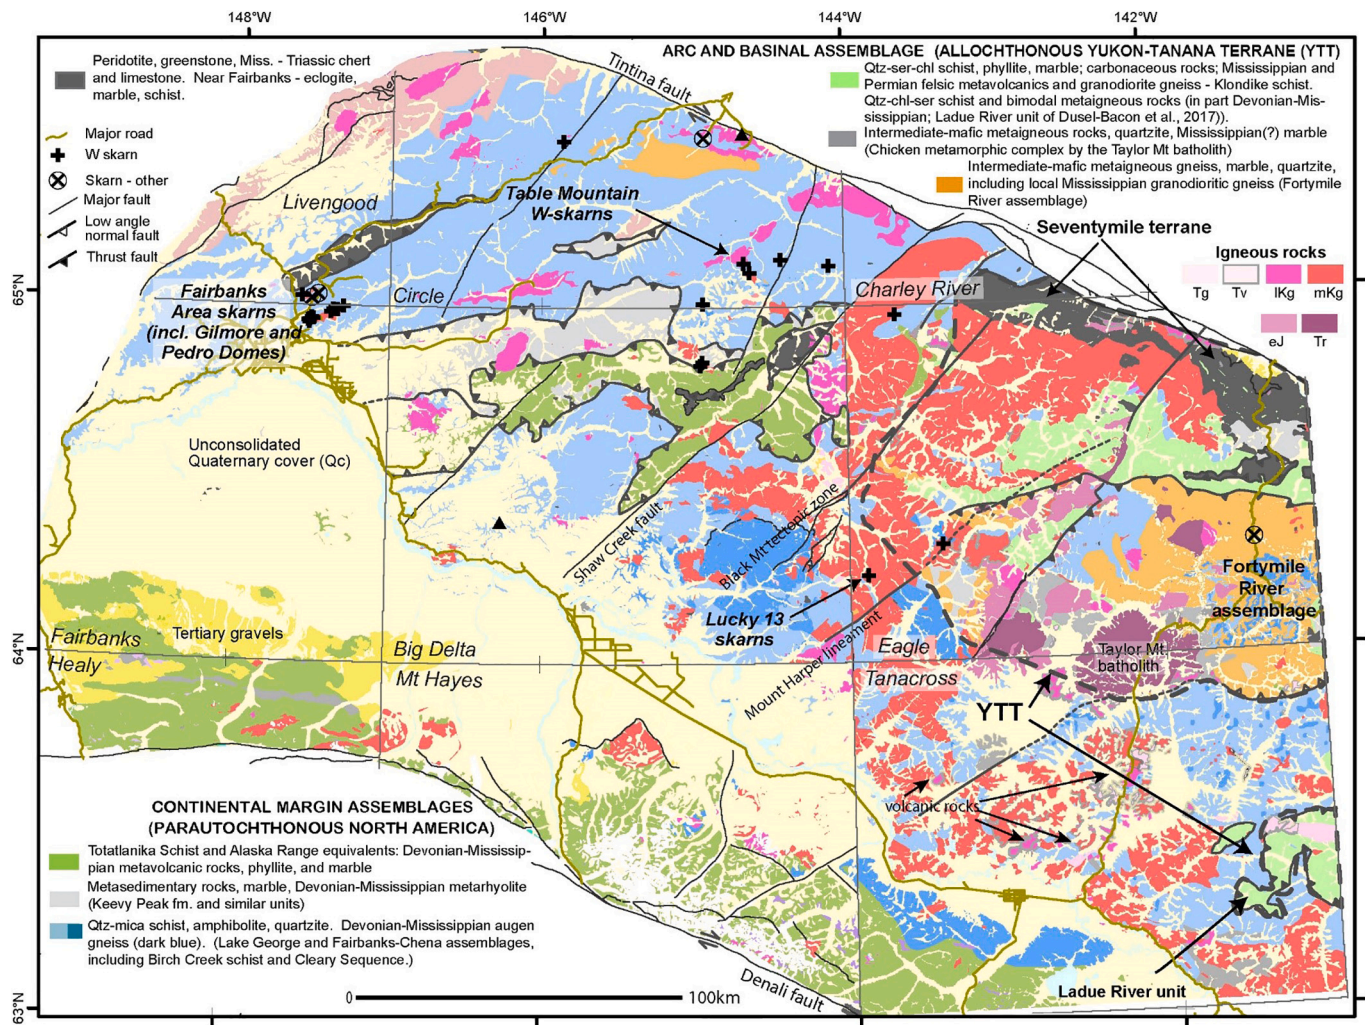 148°W
146°W
144°W
142°W
Peridotite, greenstone, Miss. - Triassic chert
and limestone. Near Fairbanks - eclogite,
marble, schist.
Major road
W skarn
Skarn - other
Major fault
Low angle
normal fault
Thrust fault
ARC AND BASINAL ASSEMBLAGE (ALLOCHTHONOUS YUKON-TANANA TERRANE (YTT)
Qtz-ser-chl schist, phyllite, marble; carbonaceous rocks; Mississippian and
Permian felsic metavolcanics and granodiorite gneiss - Klondike schist.
Qtz-chl-ser schist and bimodal metaigneous rocks (in part Devonian-Mis-
sissippian; Ladue River unit of Dusel-Bacon et al., 2017)).
Intermediate-mafic metaigneous rocks, quartzite, Mississippian(?) marble
(Chicken metamorphic complex by the Taylor Mt batholith)
Intermediate-mafic metaigneous gneiss, marble, quartzite,
including local Mississippian granodioritic gneiss (Fortymile
River assemblage)
Tintina fault
Livengood
Table Mountain
W-skarns
Seventymile terrane
Igneous rocks
Tg
Tv
lKg
mKg
eJ
Tr
65°N
Fairbanks
Area skarns
(incl. Gilmore and
Pedro Domes)
Circle
Charley River
Unconsolidated
Quaternary cover (Qc)
Shaw Creek fault
Black Mt tectonic zone
Lucky 13
skarns
Mount Harper lineament
Fortymile
River
assemblage
64°N
Fairbanks
Healy
Tertiary gravels
Big Delta
Mt Hayes
Eagle
Tanacross
Taylor Mt
batholith
YTT
volcanic rocks
CONTINENTAL MARGIN ASSEMBLAGES
(PARAUTOCHTHONOUS NORTH AMERICA)
Totatlanika Schist and Alaska Range equivalents: Devonian-Mississip-
pian metavolcanic rocks, phyllite, and marble
Metasedimentary rocks, marble, Devonian-Mississippian metarhyolite
(Keevy Peak fm. and similar units)
Qtz-mica schist, amphibolite, quartzite. Devonian-Mississippian augen
gneiss (dark blue). (Lake George and Fairbanks-Chena assemblages,
including Birch Creek schist and Cleary Sequence.)
0
100km
Denali fault
Ladue River unit
63°N